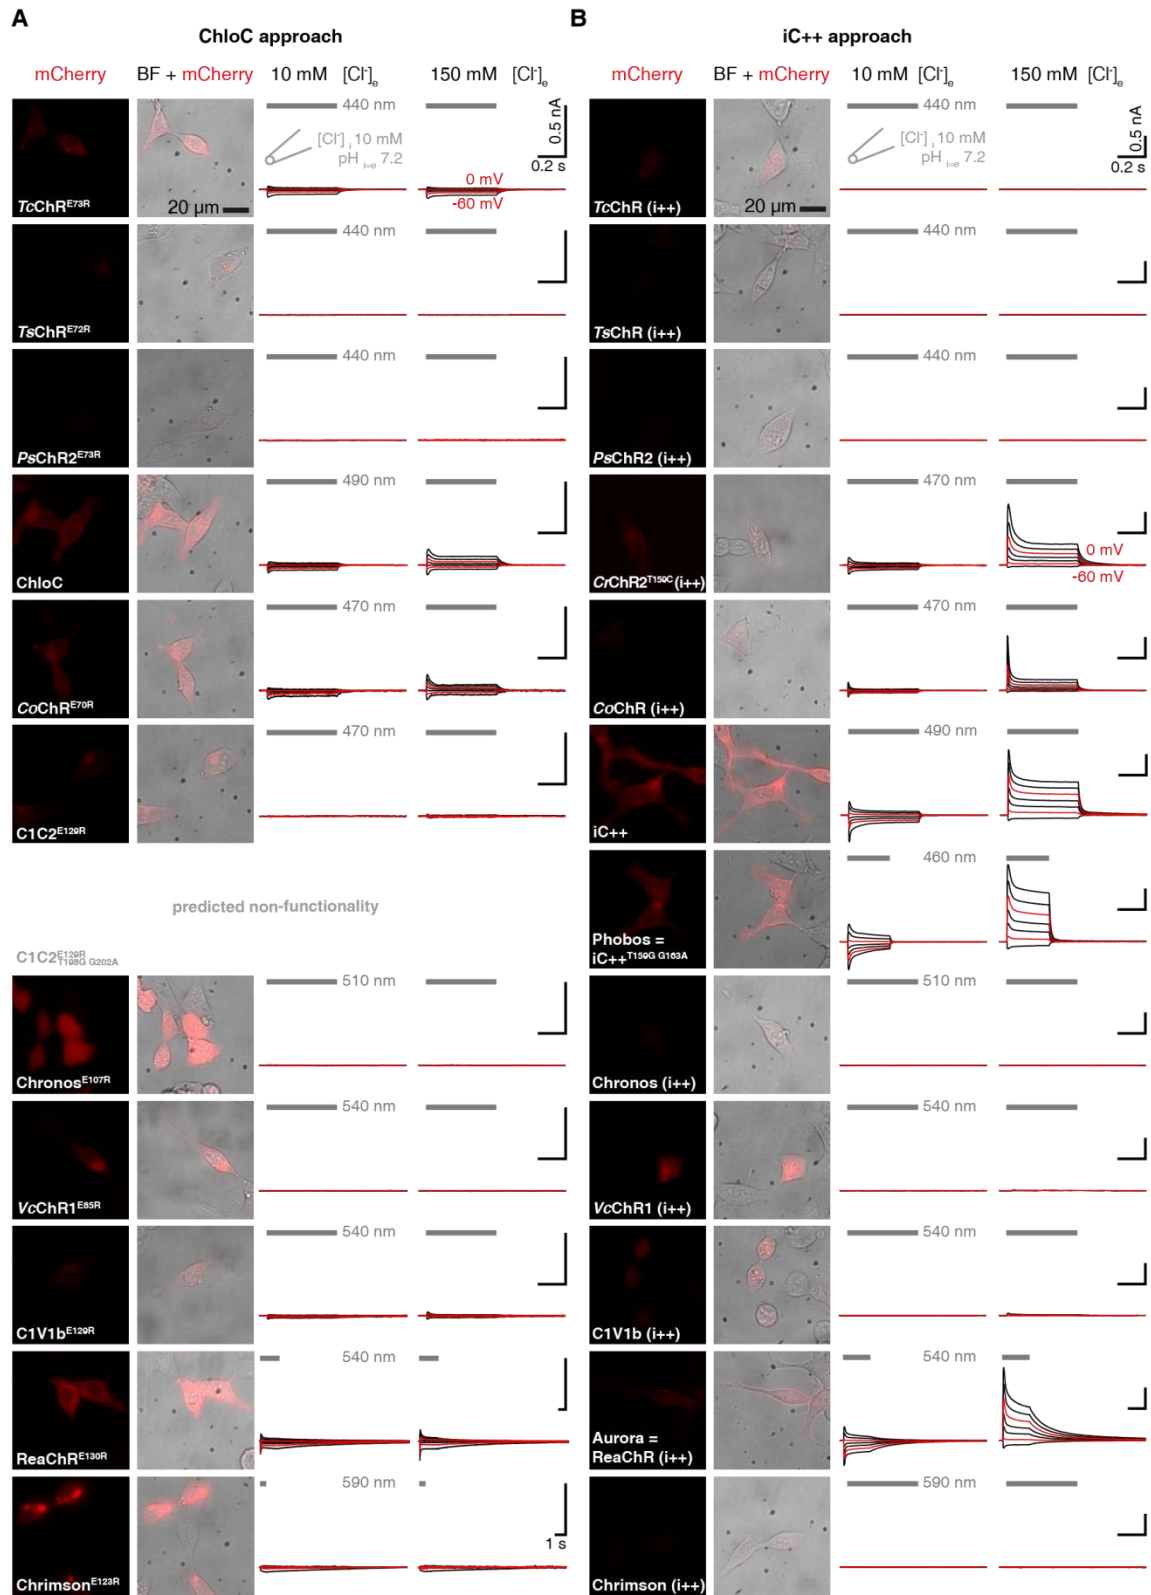 A
ChloC approach
mCherry
BF + mCherry
10 mM [Cl-]e
150 mM [Cl-]e
440 nm
[Cl-]i 10 mM
pH i=e 7.2
0.5 nA
0.2 s
0 mV
-60 mV
20 µm
TcChR E73R
440 nm
TsChR E72R
440 nm
PsChR2 E73R
490 nm
ChloC
470 nm
CoChR E70R
470 nm
C1C2 E129R
predicted non-functionality
C1C2 E129R T198G G202A
510 nm
Chronos E107R
540 nm
VcChR1 E85R
540 nm
C1V1b E129R
540 nm
ReaChR E130R
590 nm
1 s
Chrimson E123R
B
iC++ approach
mCherry
BF + mCherry
10 mM [Cl-]e
150 mM [Cl-]e
440 nm
[Cl-]i 10 mM
pH i=e 7.2
0.5 nA
0.2 s
20 µm
TcChR (i++)
440 nm
TsChR (i++)
440 nm
PsChR2 (i++)
470 nm
0 mV
-60 mV
CrChR2 T159C (i++)
470 nm
CoChR (i++)
490 nm
iC++
460 nm
Phobos =
iC++ T159G G163A
510 nm
Chronos (i++)
540 nm
VcChR1 (i++)
540 nm
C1V1b (i++)
540 nm
Aurora =
ReaChR (i++)
590 nm
Chrimson (i++)